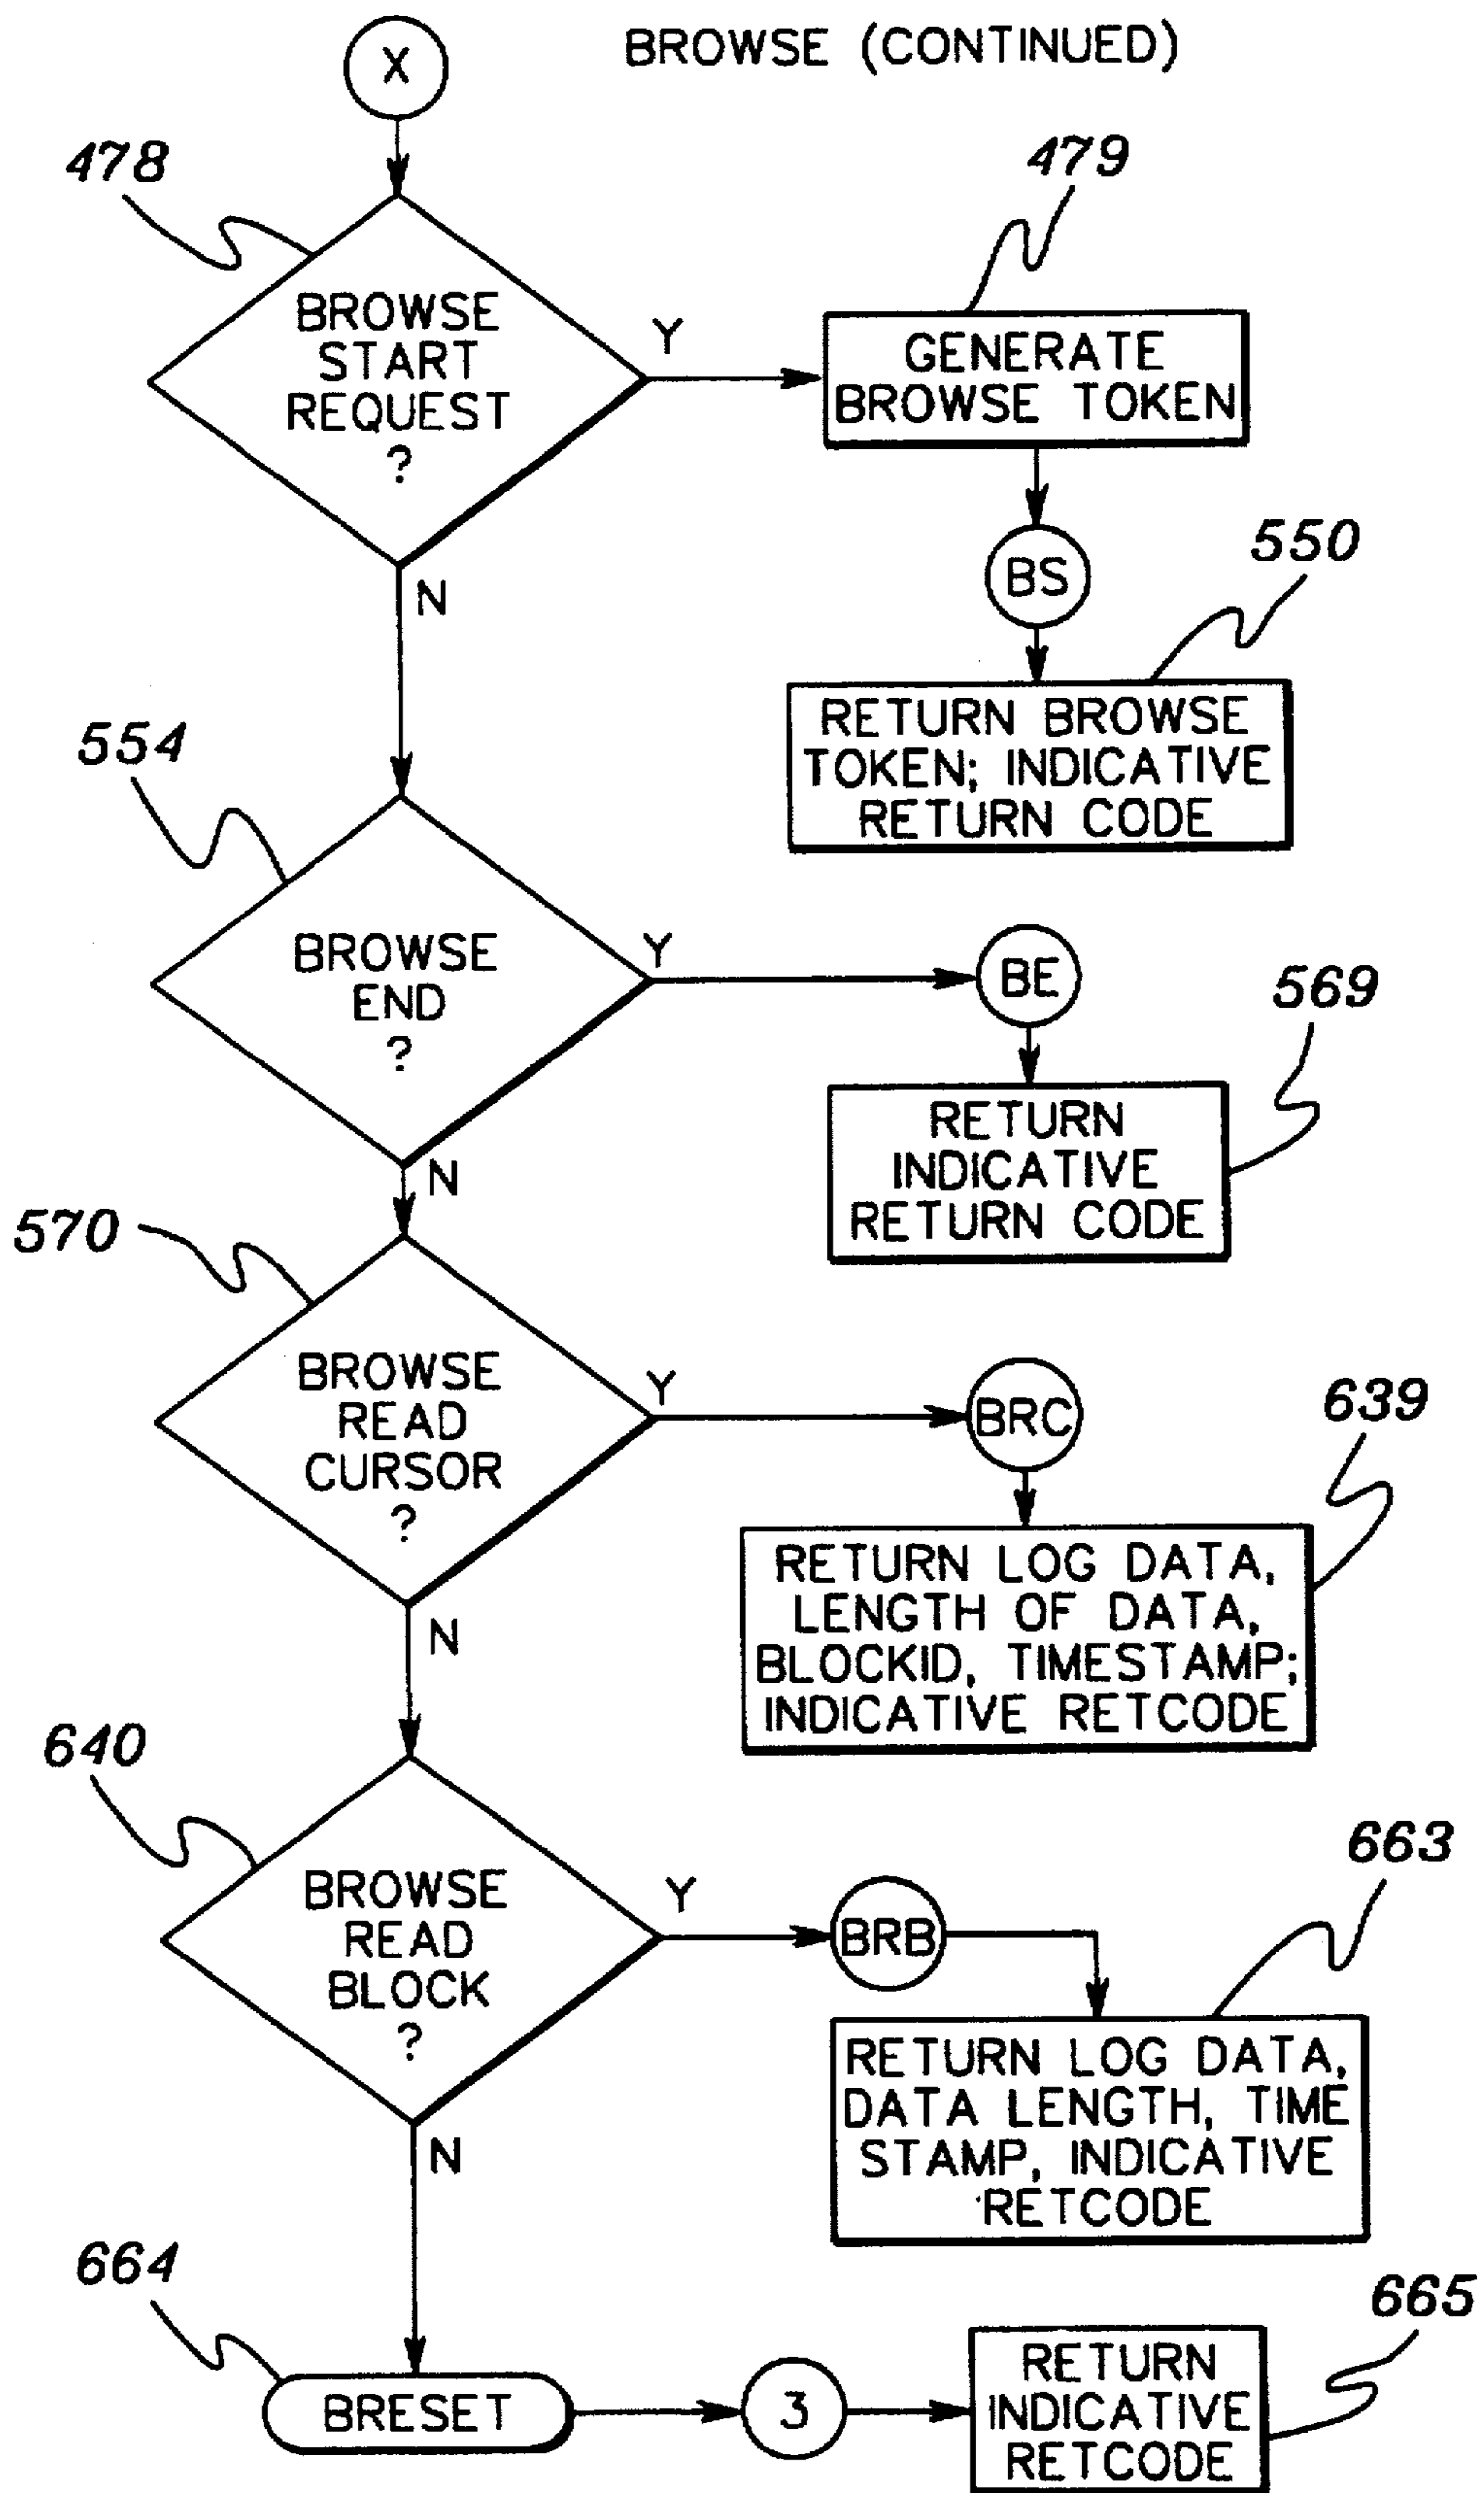 X
BROWSE (CONTINUED)
478
479
BROWSE
START
REQUEST
?
Y
GENERATE
BROWSE TOKEN
N
BS
550
RETURN BROWSE
TOKEN; INDICATIVE
RETURN CODE
554
BROWSE
END
?
Y
BE
569
RETURN
INDICATIVE
RETURN CODE
N
570
BROWSE
READ
CURSOR
?
Y
BRC
639
RETURN LOG DATA,
LENGTH OF DATA,
BLOCKID, TIMESTAMP;
INDICATIVE RETCODE
N
640
BROWSE
READ
BLOCK
?
Y
BRB
663
RETURN LOG DATA,
DATA LENGTH, TIME
STAMP, INDICATIVE
RETCODE
N
664
BRESET
3
665
RETURN
INDICATIVE
RETCODE